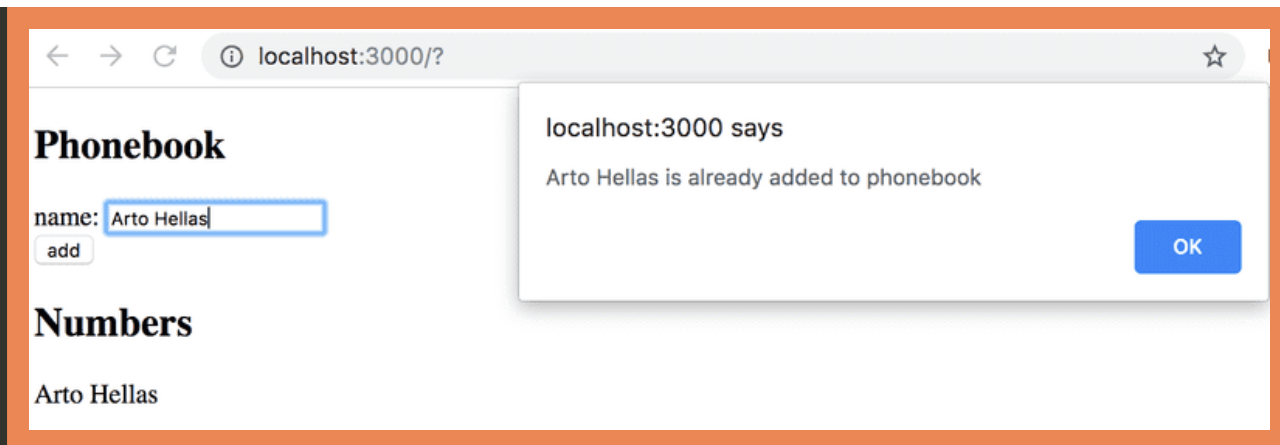 localhost:3000/?
localhost:3000 says
Arto Hellas is already added to phonebook
OK
Phonebook
name: Arto Hellas
add
Numbers
Arto Hellas